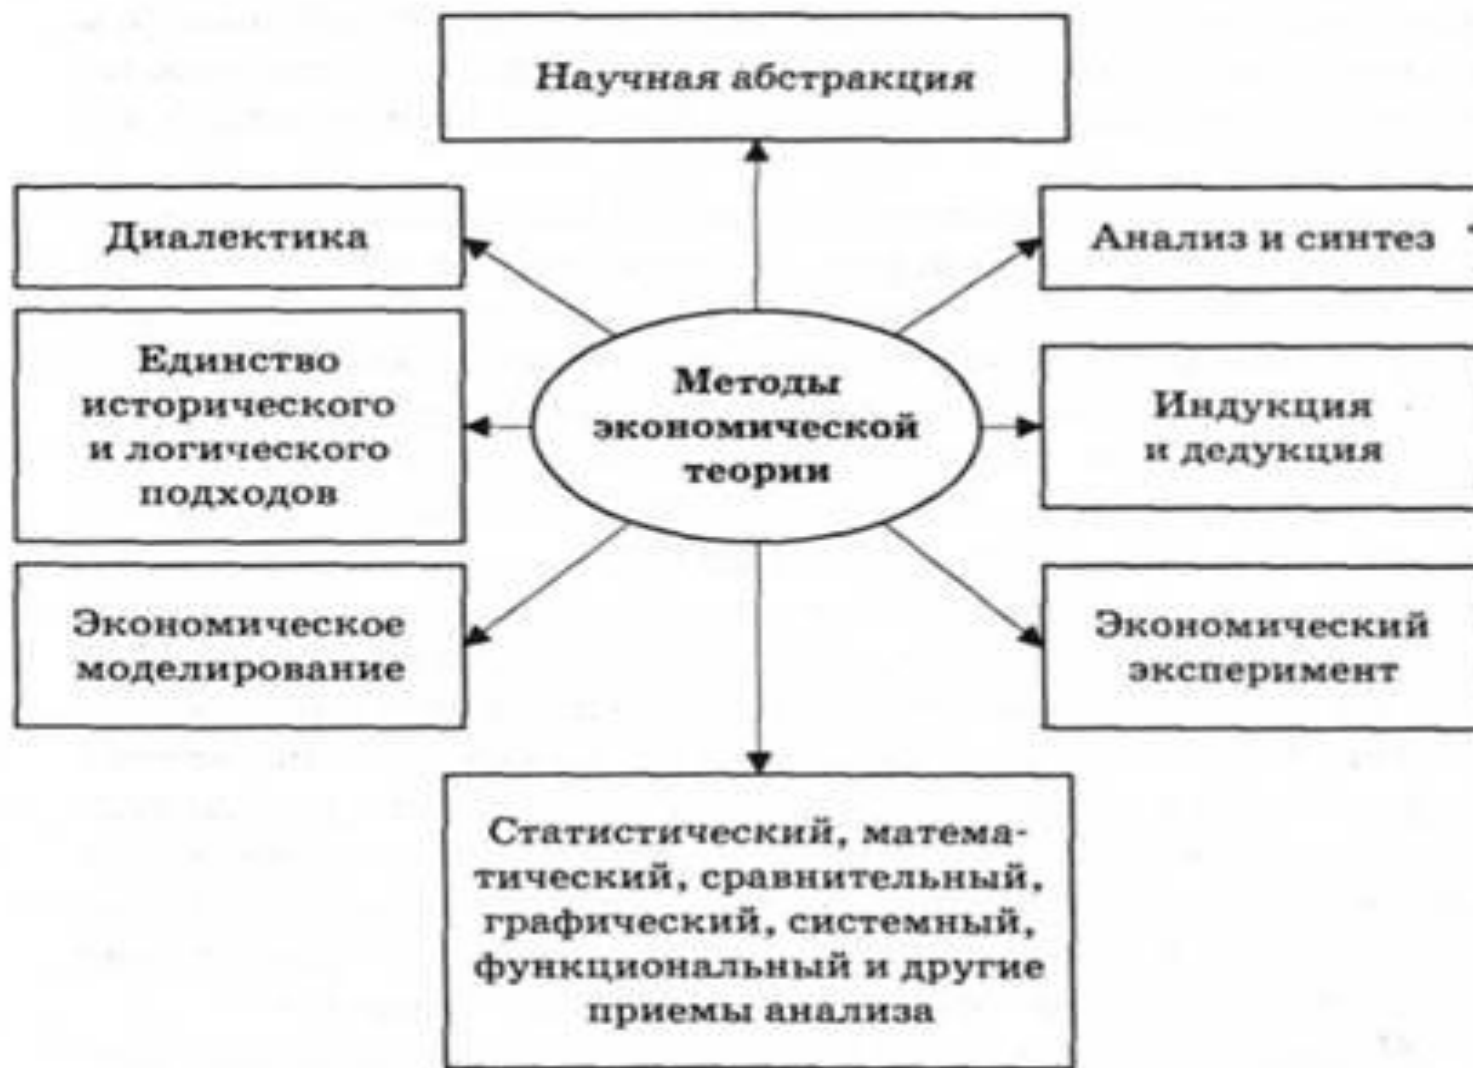 Научная абстракция
Диалектика
Анализ и синтез
Единство
исторического
и логического
подходов
Методы
экономической
теории
Индукция
и дедукция
Экономическое
моделирование
Экономический
эксперимент
Статистический, матема-
тический, сравнительный,
графический, системный,
функциональный и другие
приемы анализа